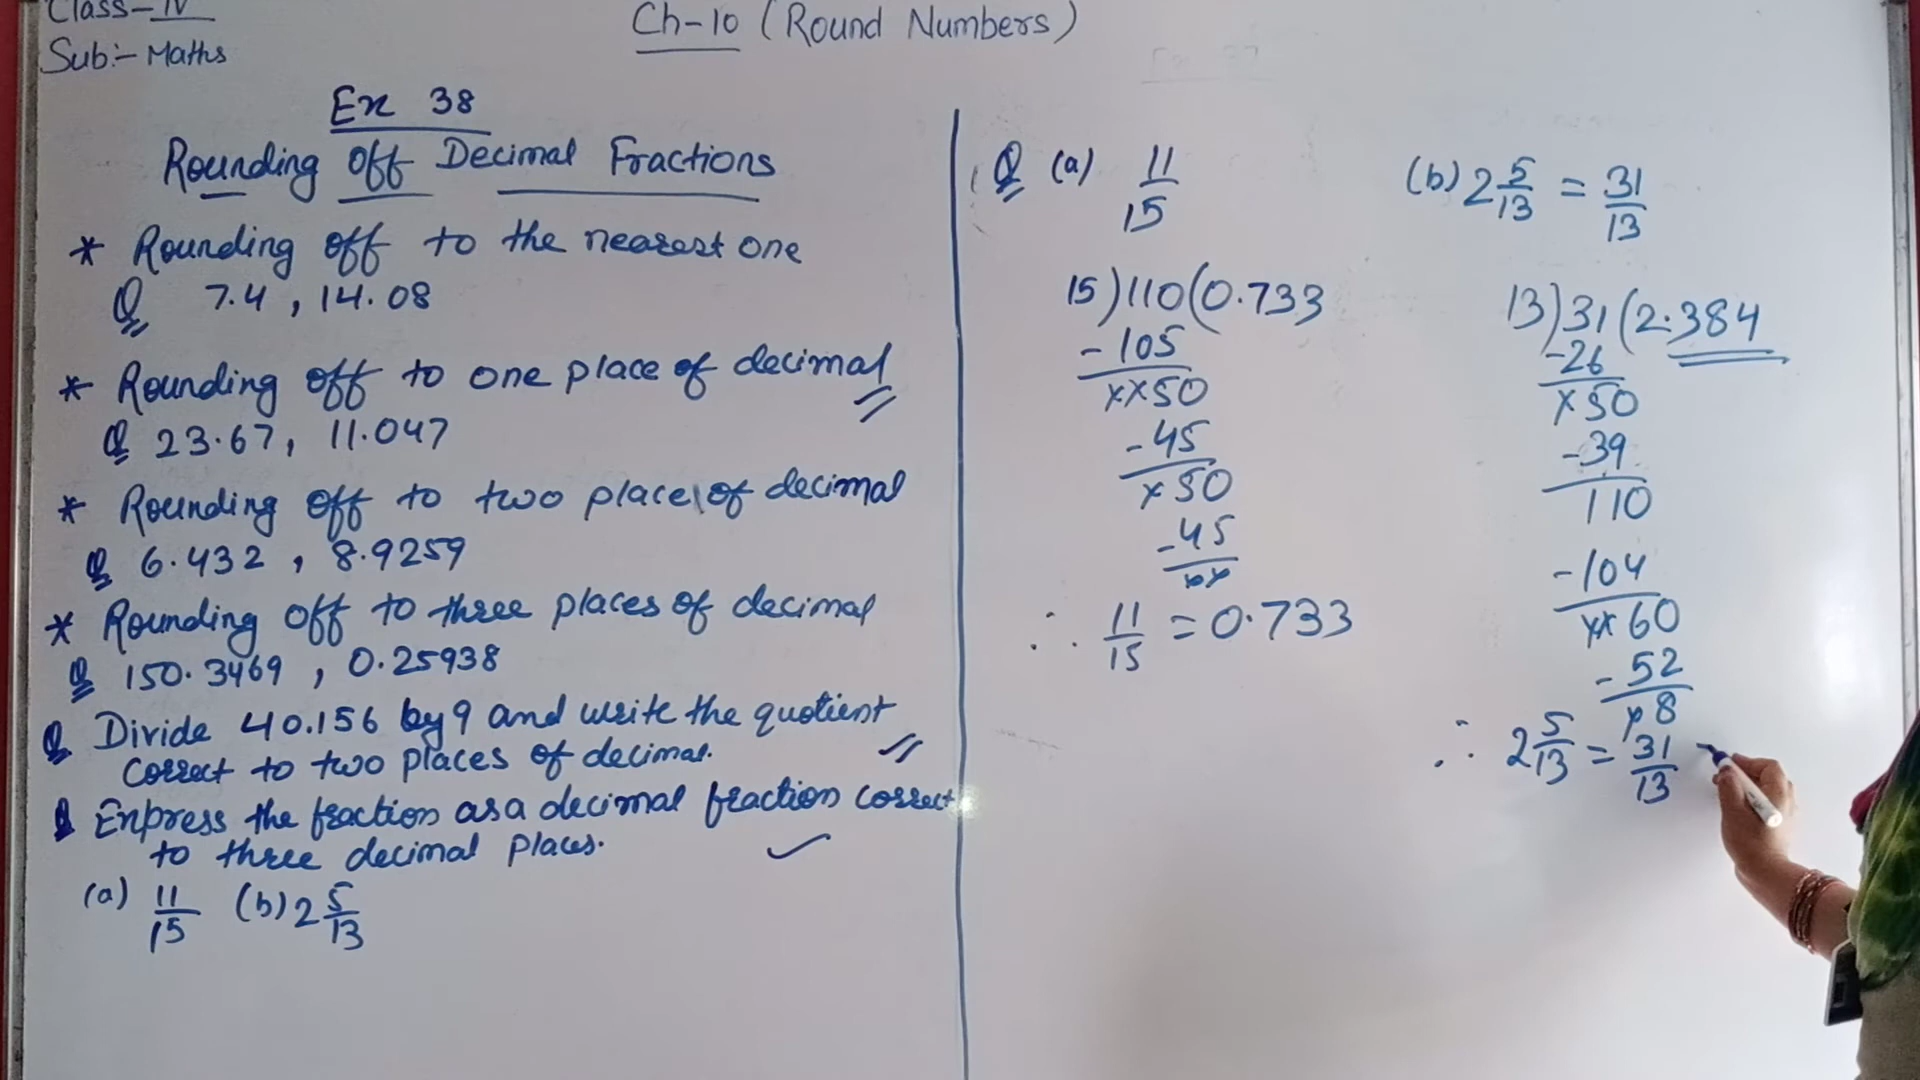 Class-IV
Sub:- Maths
Ch-10 (Round Numbers)
Ex 38
Rounding off Decimal Fractions
* Rounding off to the nearest one
Q 7.4, 14.08
* Rounding off to one place of decimal
Q 23.67, 11.047
* Rounding off to two place of decimal
Q 6.432, 8.9259
* Rounding off to three places of decimal
Q 150.3469, 0.25938
Q Divide 40.156 by 9 and write the quotient
correct to two places of decimal.
Q Express the fraction as a decimal fraction correct
to three decimal places.
(a) 11/15 (b) 2 5/13
Q (a) 11/15
15)110(0.733
-105
xx50
-45
x50
-45
xx
∴ 11/15 = 0.733
(b) 2 5/13 = 31/13
13)31(2.384
-26
x50
-39
110
-104
xx60
-52
x8
∴ 2 5/13 = 31/13